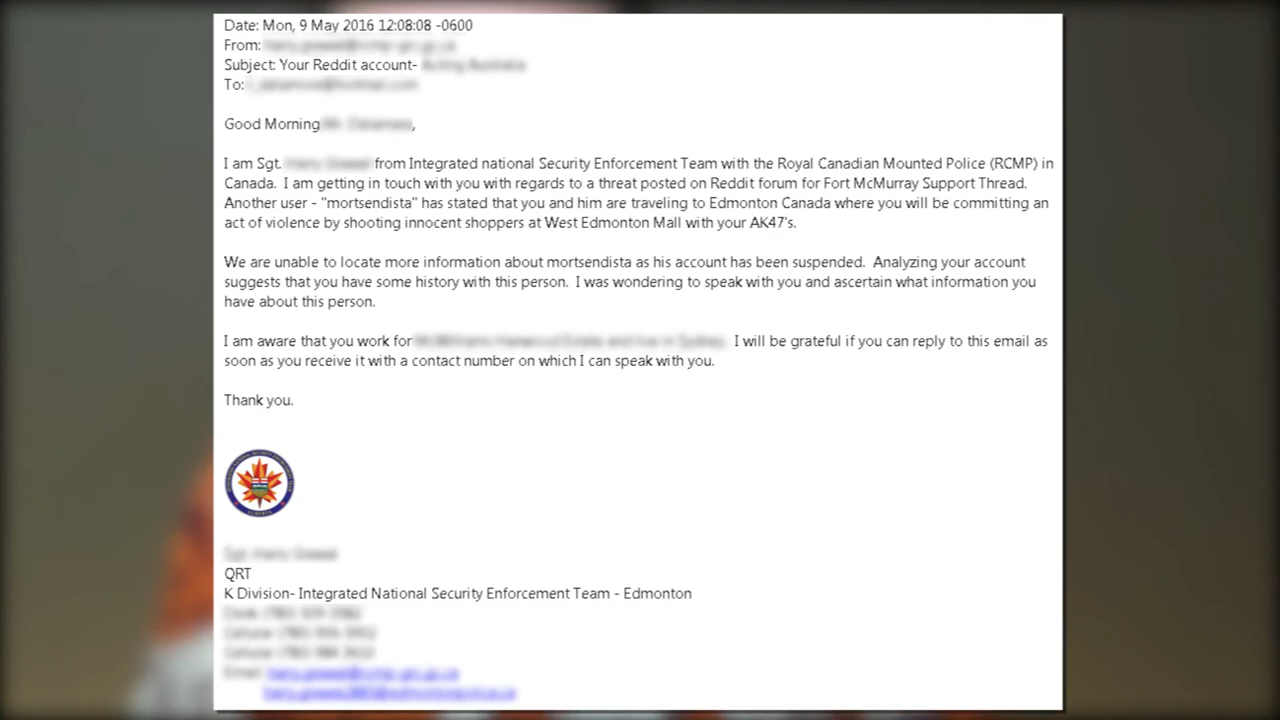 Date: Mon, 9 May 2016 12:08:08 -0600
From:
Subject: Your Reddit account-
To:
Good Morning ,
I am Sgt. from Integrated national Security Enforcement Team with the Royal Canadian Mounted Police (RCMP) in
Canada. I am getting in touch with you with regards to a threat posted on Reddit forum for Fort McMurray Support Thread.
Another user - "mortsendista" has stated that you and him are traveling to Edmonton Canada where you will be committing an
act of violence by shooting innocent shoppers at West Edmonton Mall with your AK47's.
We are unable to locate more information about mortsendista as his account has been suspended. Analyzing your account
suggests that you have some history with this person. I was wondering to speak with you and ascertain what information you
have about this person.
I am aware that you work for I will be grateful if you can reply to this email as
soon as you receive it with a contact number on which I can speak with you.
Thank you.
QRT
K Division- Integrated National Security Enforcement Team - Edmonton